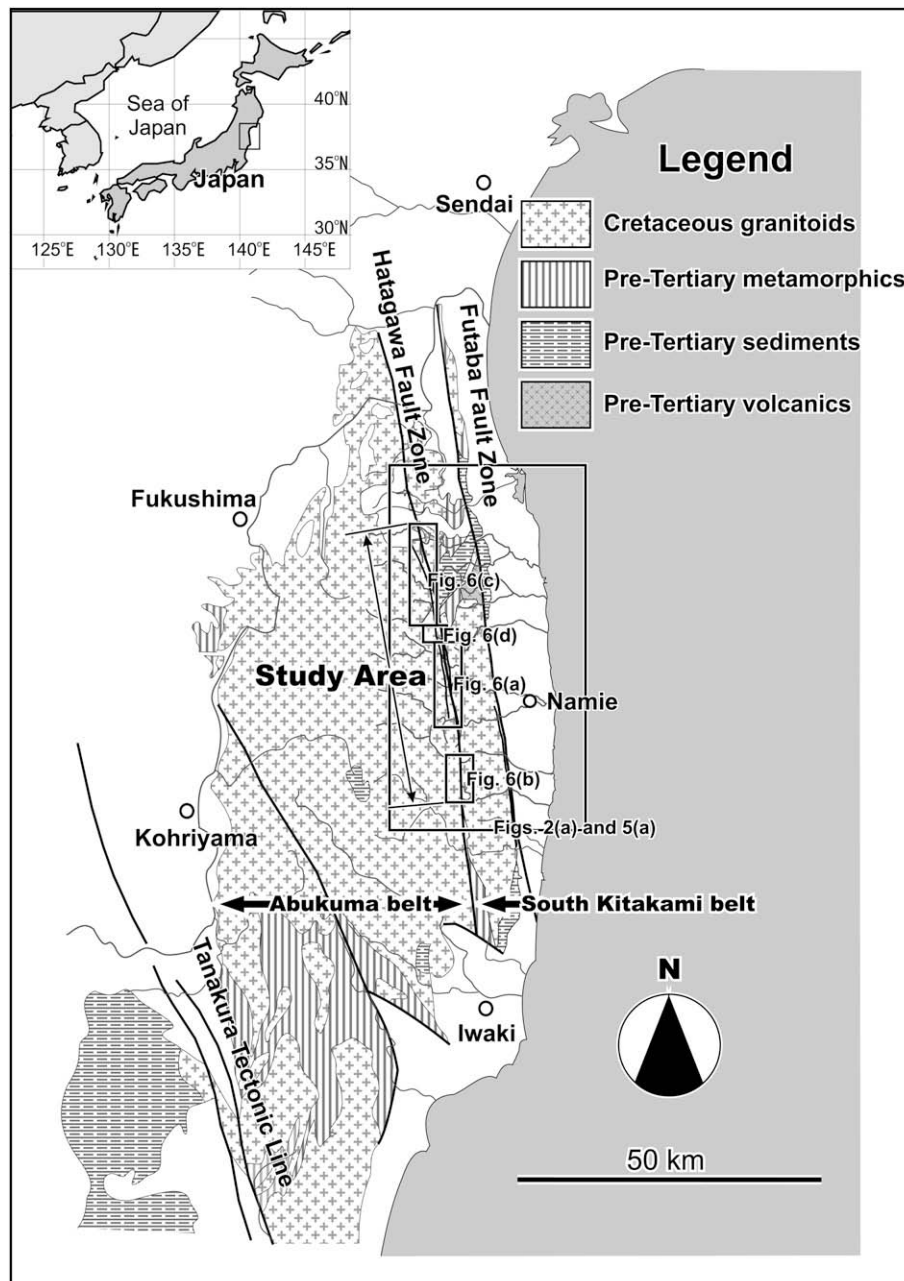 Sea of
Japan
Japan
40°N
35°N
30°N
125°E
130°E
135°E
140°E
145°E
Legend
Cretaceous granitoids
Pre-Tertiary metamorphics
Pre-Tertiary sediments
Pre-Tertiary volcanics
Sendai
Hatagawa Fault Zone
Futaba Fault Zone
Fukushima
Fig. 6(c)
Fig. 6(d)
Study Area
Fig. 6(a)
Namie
Fig. 6(b)
Kohriyama
Figs. 2(a) and 5(a)
Abukuma belt
South Kitakami belt
Tanakura Tectonic Line
Iwaki
N
50 km